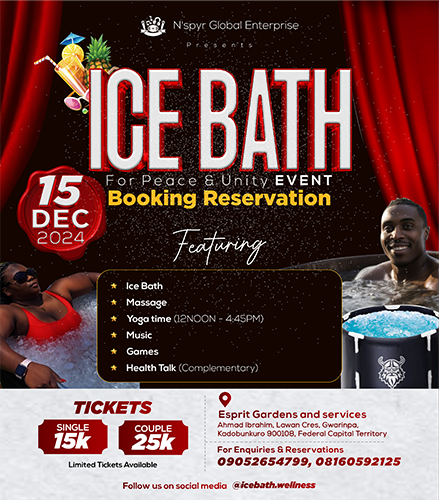 N'spyr Global Enterprise
Presents
ICE BATH
For Peace & Unity EVENT
Booking Reservation
15
DEC
2024
Featuring
Ice Bath
Massage
Yoga time (12NOON - 4:45PM)
Music
Games
Health Talk (Complementary)
TICKETS
SINGLE
15k
COUPLE
25k
Limited Tickets Available
Esprit Gardens and services
Ahmad Ibrahim, Lawan Cres, Gwarinpa,
Kadobunkuro 900108, Federal Capital Territory
For Enquiries & Reservations
09052654799, 08160592125
Follow us on social media @icebath.wellness